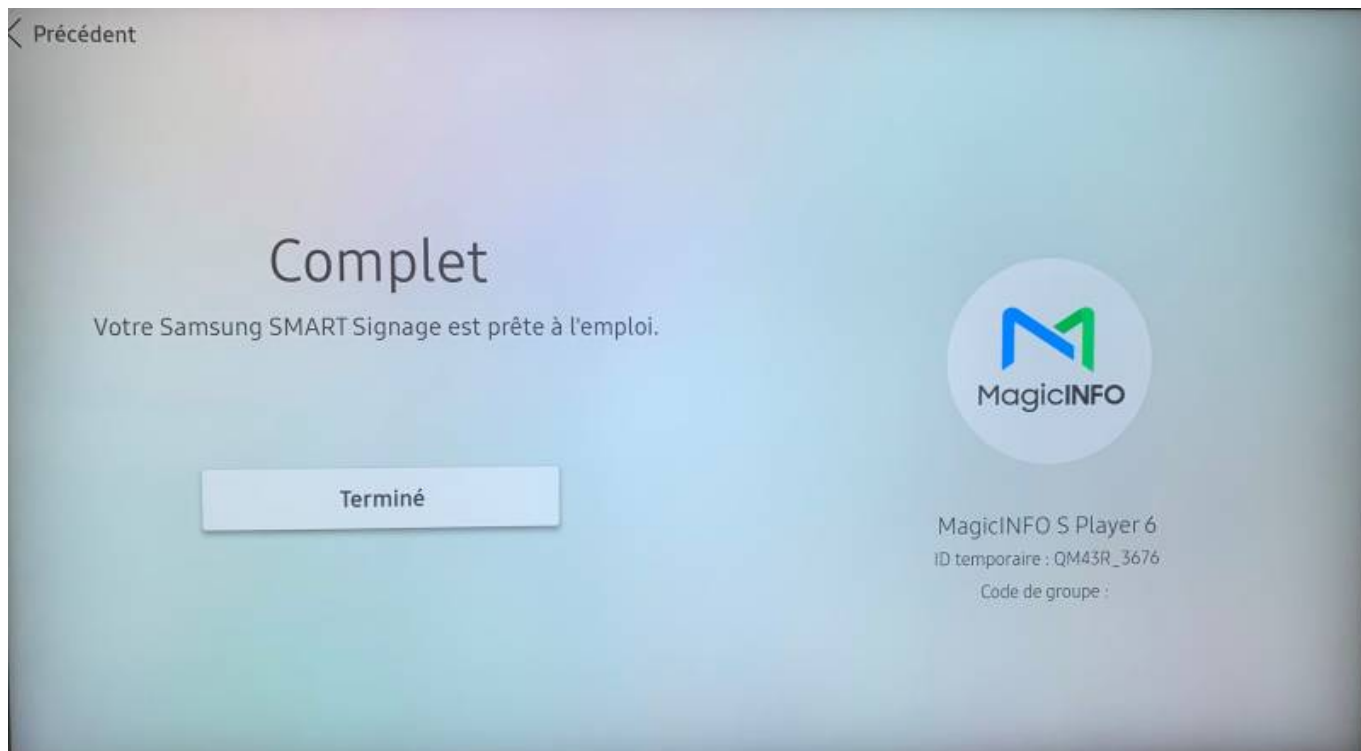 Précédent
Complet
Votre Samsung SMART Signage est prête à l'emploi.
Terminé
MagicINFO
MagicINFO S Player 6
ID temporaire : QM43R_3676
Code de groupe :